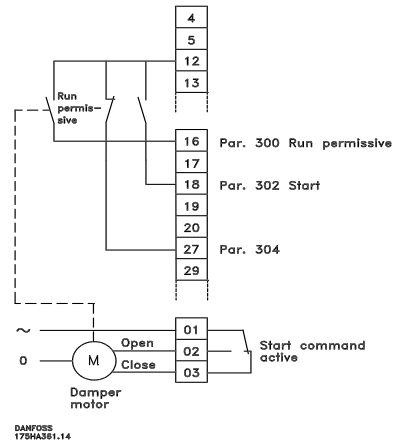 4
5
12
13
Run
permis-
sive
16 Par. 300 Run permissive
17
18 Par. 302 Start
19
20
27 Par. 304
29
~ 01
Open 02
0 M
Close 03
Start command
active
Damper
motor
DANFOSS
175HA361.14